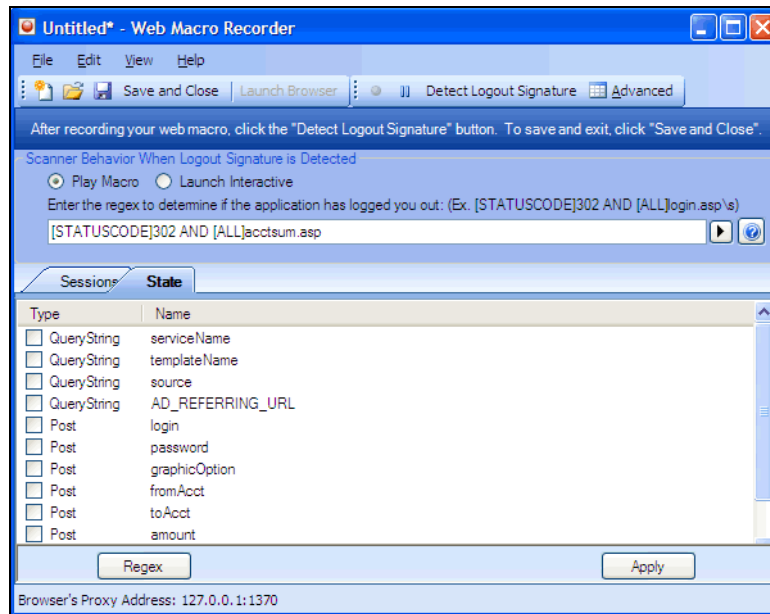 Untitled* - Web Macro Recorder
File Edit View Help
Save and Close Launch Browser Detect Logout Signature Advanced
After recording your web macro, click the "Detect Logout Signature" button. To save and exit, click "Save and Close".
Scanner Behavior When Logout Signature is Detected
Play Macro Launch Interactive
Enter the regex to determine if the application has logged you out: (Ex. [STATUSCODE]302 AND [ALL]login.asp\s)
[STATUSCODE]302 AND [ALL]acctsum.asp
Sessions State
Type Name
QueryString serviceName
QueryString templateName
QueryString source
QueryString AD_REFERRING_URL
Post login
Post password
Post graphicOption
Post fromAcct
Post toAcct
Post amount
Regex Apply
Browser's Proxy Address: 127.0.0.1:1370